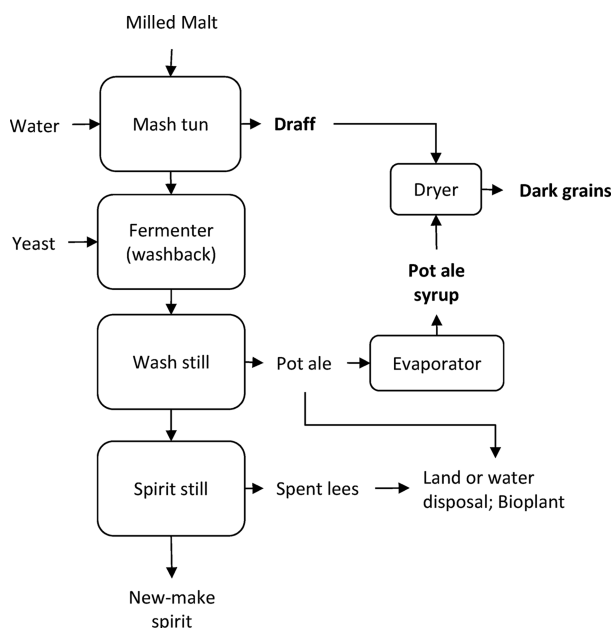 Milled Malt
Water
Mash tun
Draff
Dryer
Dark grains
Yeast
Fermenter
(washback)
Pot ale
syrup
Wash still
Pot ale
Evaporator
Spirit still
Spent lees
Land or water
disposal; Bioplant
New-make
spirit